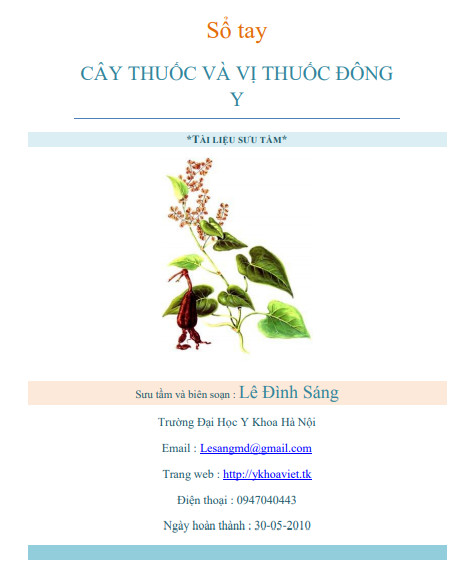 Sổ tay
CÂY THUỐC VÀ VỊ THUỐC ĐÔNG
Y
*TÀI LIỆU SƯU TẦM*
Sưu tầm và biên soạn : Lê Đình Sáng
Trường Đại Học Y Khoa Hà Nội
Email : Lesangmd@gmail.com
Trang web : http://ykhoaviet.tk
Điện thoại : 0947040443
Ngày hoàn thành : 30-05-2010